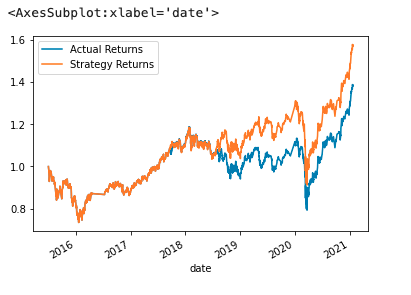 <AxesSubplot:xlabel='date'>
1.6
Actual Returns
Strategy Returns
1.4
1.2
1.0
0.8
2016
2017
2018
2019
2020
2021
date